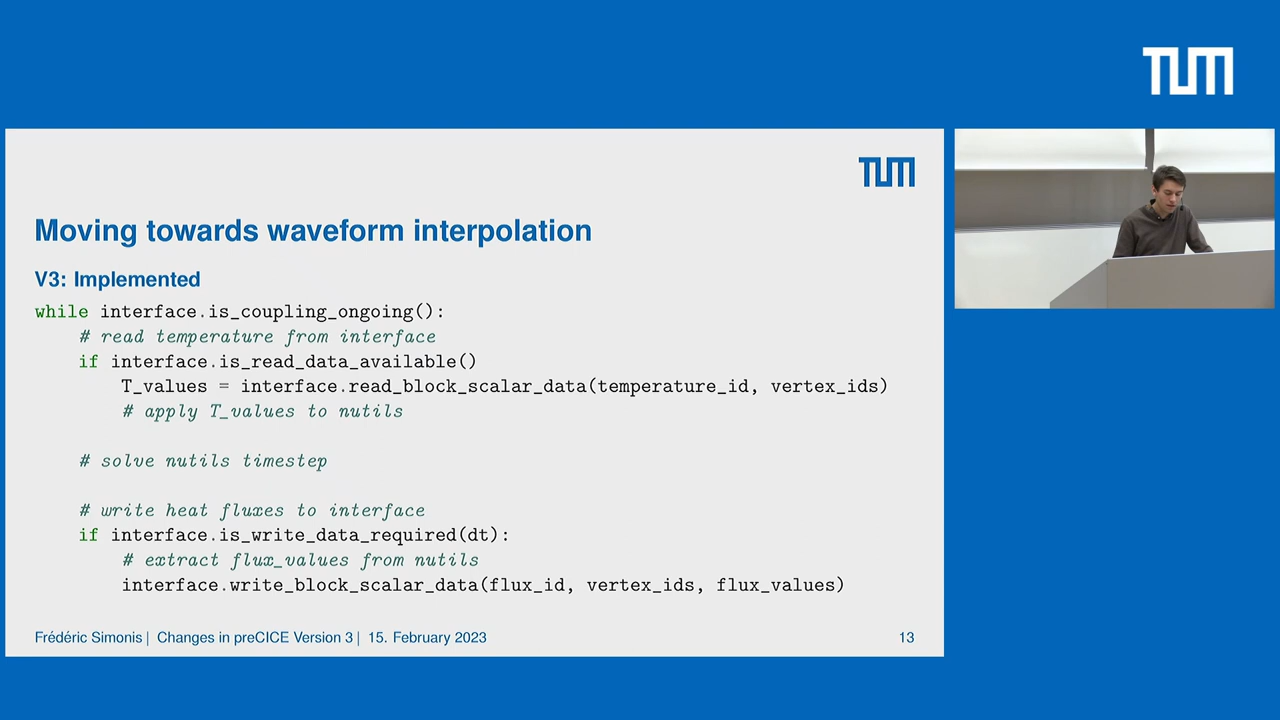 TUM
TUM
Moving towards waveform interpolation
V3: Implemented
while interface.is_coupling_ongoing():
    # read temperature from interface
    if interface.is_read_data_available()
        T_values = interface.read_block_scalar_data(temperature_id, vertex_ids)
        # apply T_values to nutils
    # solve nutils timestep
    # write heat fluxes to interface
    if interface.is_write_data_required(dt):
        # extract flux_values from nutils
        interface.write_block_scalar_data(flux_id, vertex_ids, flux_values)
Frédéric Simonis | Changes in preCICE Version 3 | 15. February 2023 13